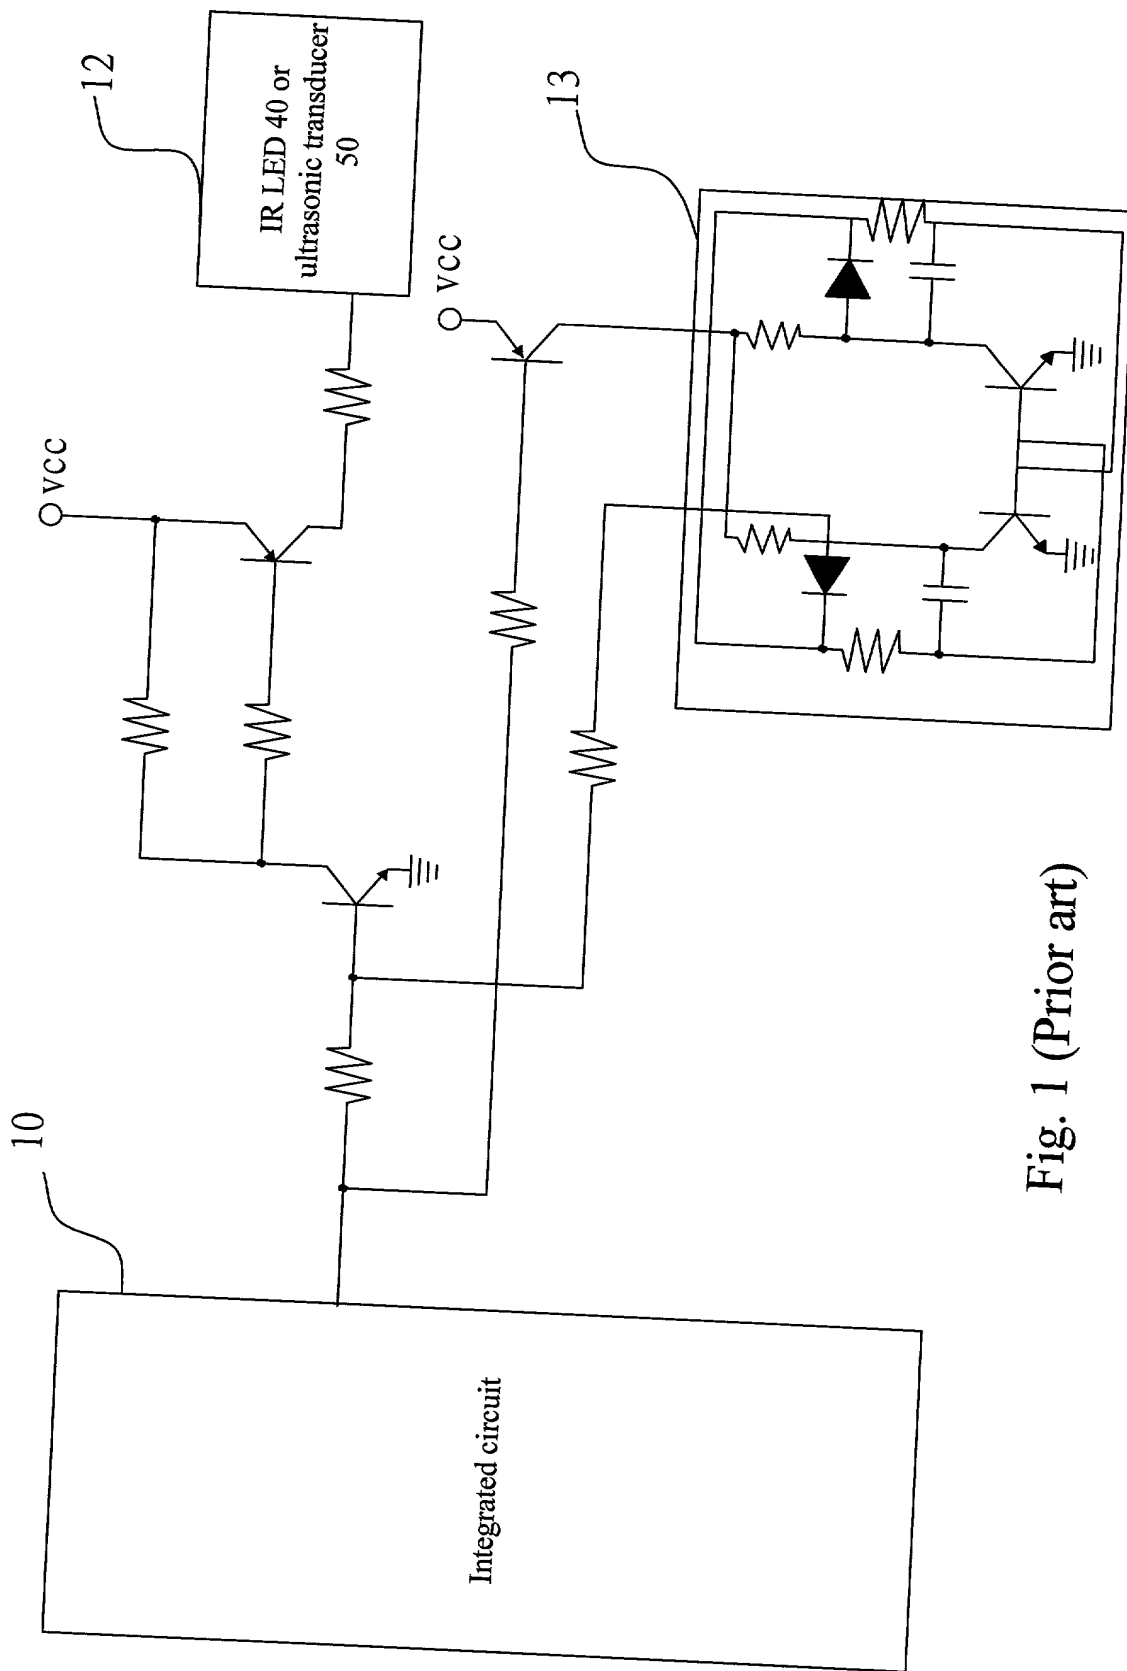 10
Integrated circuit
vcc
12
IR LED 40 or
ultrasonic transducer
50
vcc
13
Fig. 1 (Prior art)